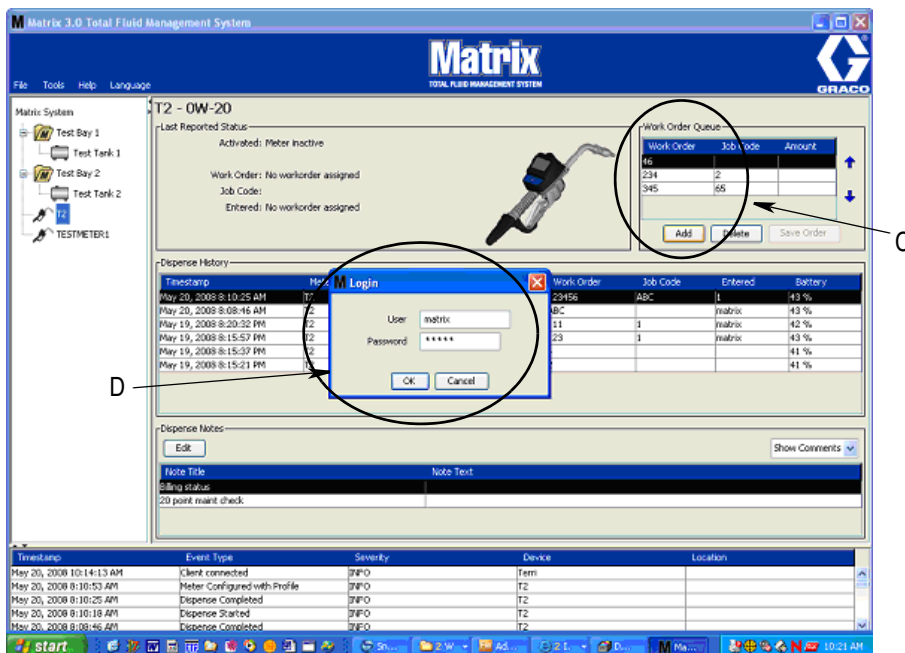 Matrix 3.0 Total Fluid Management System
Matrix
TOTAL FLUID MANAGEMENT SYSTEM
GRACO
File Tools Help Language
Matrix System
Test Bay 1
Test Tank 1
Test Bay 2
Test Tank 2
T2
TESTMETER1
T2 - 0W-20
Last Reported Status
Activated: Meter inactive
Work Order: No workorder assigned
Job Code:
Entered: No workorder assigned
Work Order Queue
Work Order Job Code Amount
46
234 2
345 65
Add Delete Save Order
C
Dispense History
Timestamp Work Order Job Code Entered Battery
May 20, 2008 8:10:25 AM T2 23456 ABC 1 43 %
May 20, 2008 8:08:46 AM T2 ABC matrix 43 %
May 19, 2008 8:20:32 PM T2 11 1 matrix 42 %
May 19, 2008 8:15:57 PM T2 23 1 matrix 43 %
May 19, 2008 8:15:37 PM T2 41 %
May 19, 2008 8:15:21 PM T2 41 %
Login
User matrix
Password *****
OK Cancel
D
Dispense Notes
Edit
Show Comments
Note Title Note Text
Billing status
20 point maint check
Timestamp Event Type Severity Device Location
May 20, 2008 10:14:13 AM Client connected INFO Terri
May 20, 2008 8:10:53 AM Meter Configured with Profile INFO T2
May 20, 2008 8:10:25 AM Dispense Completed INFO T2
May 20, 2008 8:10:18 AM Dispense Started INFO T2
May 20, 2008 8:08:46 AM Dispense Completed INFO T2
start Sn... 2 W... Ad... 2 I... D... Ma... 10:21 AM